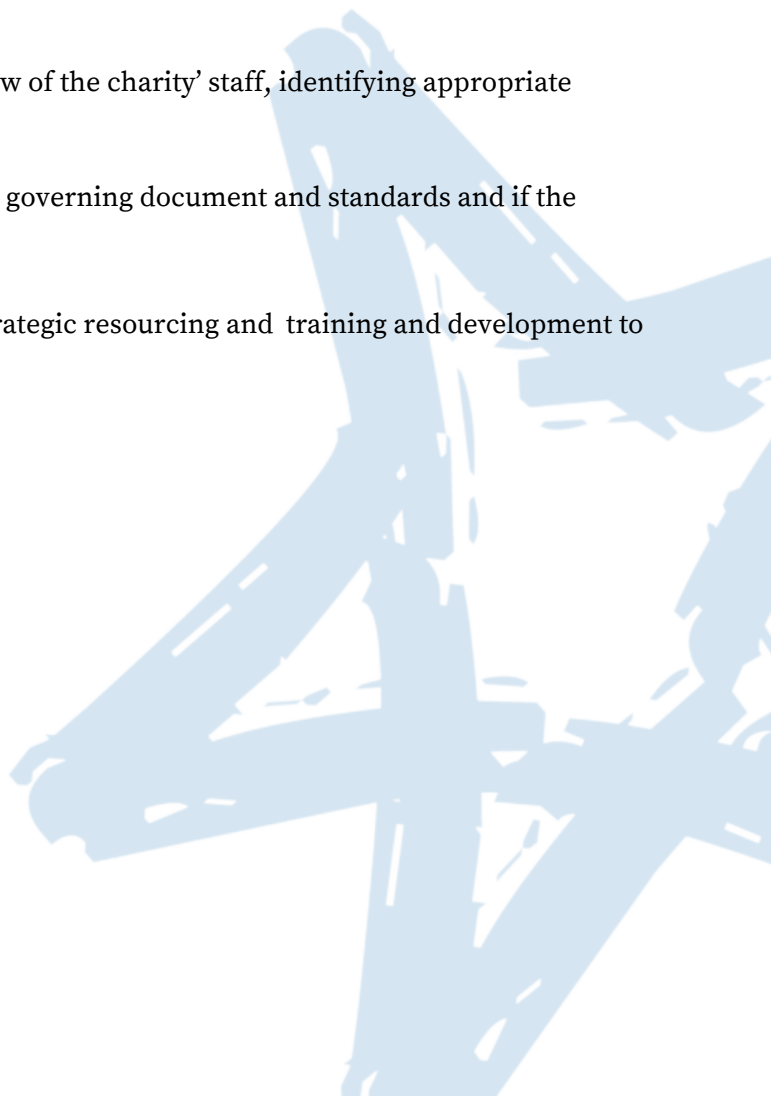 w of the charity’ staff, identifying appropriate
governing document and standards and if the
rategic resourcing and  training and development to